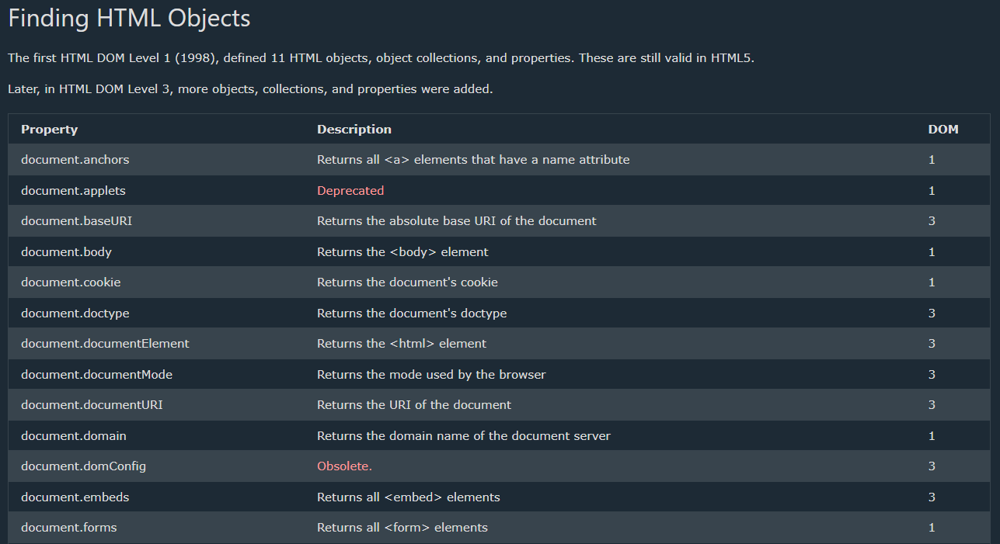 Finding HTML Objects
The first HTML DOM Level 1 (1998), defined 11 HTML objects, object collections, and properties. These are still valid in HTML5.
Later, in HTML DOM Level 3, more objects, collections, and properties were added.
Property Description DOM
document.anchors Returns all <a> elements that have a name attribute 1
document.applets Deprecated 1
document.baseURI Returns the absolute base URI of the document 3
document.body Returns the <body> element 1
document.cookie Returns the document's cookie 1
document.doctype Returns the document's doctype 3
document.documentElement Returns the <html> element 3
document.documentMode Returns the mode used by the browser 3
document.documentURI Returns the URI of the document 3
document.domain Returns the domain name of the document server 1
document.domConfig Obsolete. 3
document.embeds Returns all <embed> elements 3
document.forms Returns all <form> elements 1